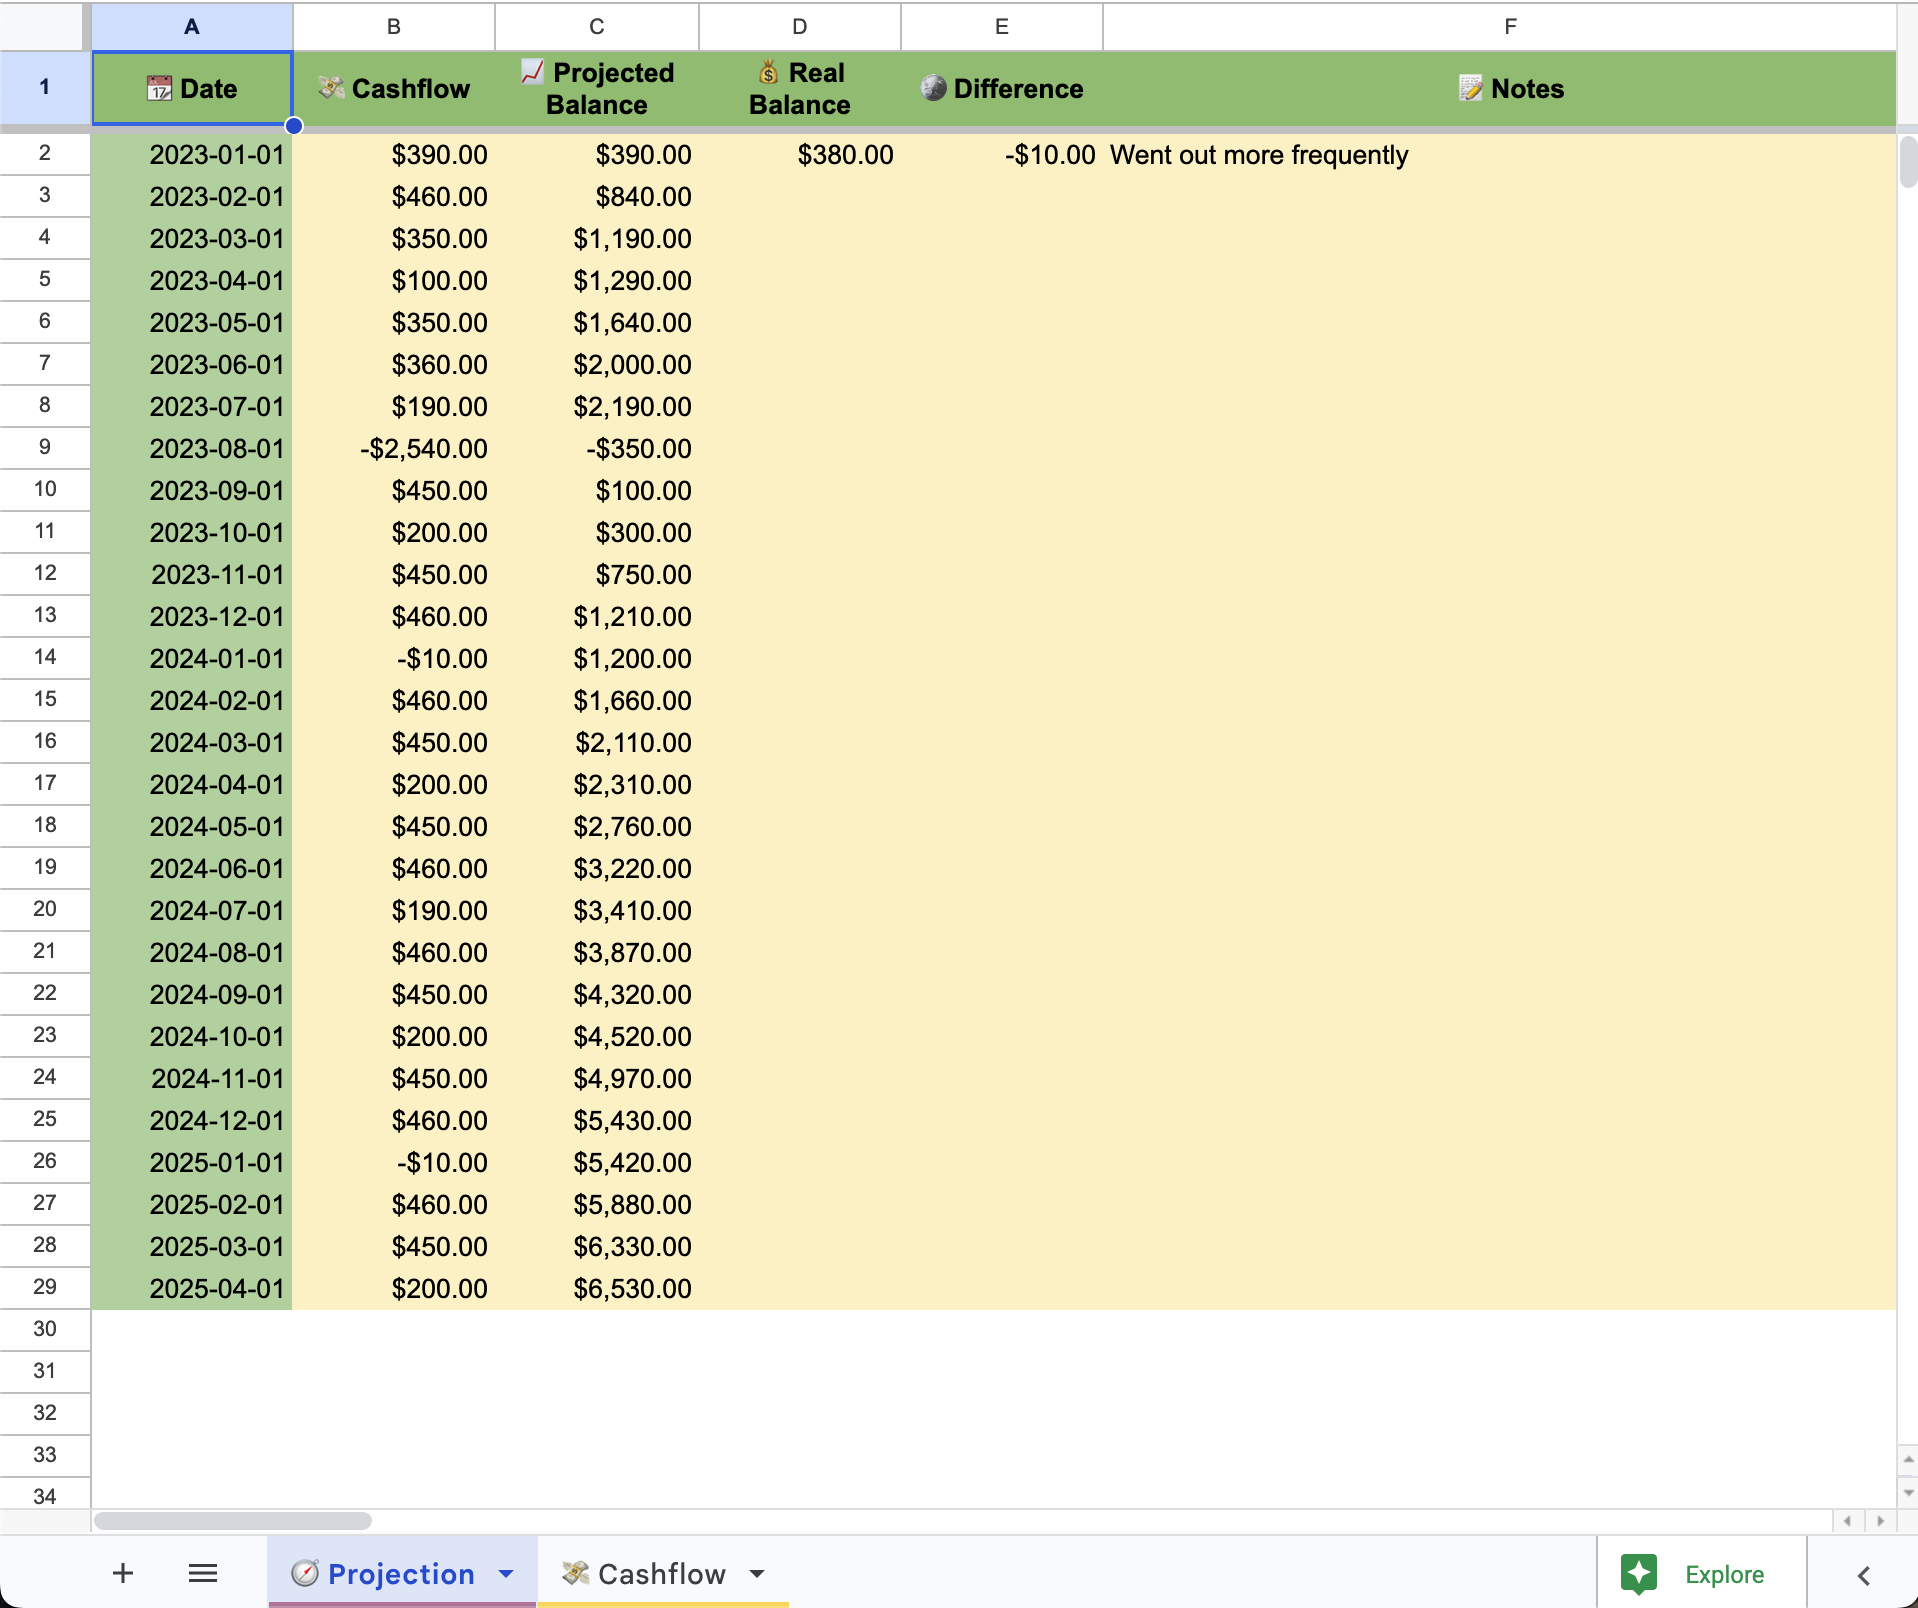 A B C D E F
1 📅 Date 💸 Cashflow 📈 Projected Balance 💰 Real Balance 🌚 Difference 📝 Notes
2 2023-01-01 $390.00 $390.00 $380.00 -$10.00 Went out more frequently
3 2023-02-01 $460.00 $840.00
4 2023-03-01 $350.00 $1,190.00
5 2023-04-01 $100.00 $1,290.00
6 2023-05-01 $350.00 $1,640.00
7 2023-06-01 $360.00 $2,000.00
8 2023-07-01 $190.00 $2,190.00
9 2023-08-01 -$2,540.00 -$350.00
10 2023-09-01 $450.00 $100.00
11 2023-10-01 $200.00 $300.00
12 2023-11-01 $450.00 $750.00
13 2023-12-01 $460.00 $1,210.00
14 2024-01-01 -$10.00 $1,200.00
15 2024-02-01 $460.00 $1,660.00
16 2024-03-01 $450.00 $2,110.00
17 2024-04-01 $200.00 $2,310.00
18 2024-05-01 $450.00 $2,760.00
19 2024-06-01 $460.00 $3,220.00
20 2024-07-01 $190.00 $3,410.00
21 2024-08-01 $460.00 $3,870.00
22 2024-09-01 $450.00 $4,320.00
23 2024-10-01 $200.00 $4,520.00
24 2024-11-01 $450.00 $4,970.00
25 2024-12-01 $460.00 $5,430.00
26 2025-01-01 -$10.00 $5,420.00
27 2025-02-01 $460.00 $5,880.00
28 2025-03-01 $450.00 $6,330.00
29 2025-04-01 $200.00 $6,530.00
30
31
32
33
34
Projection Cashflow Explore